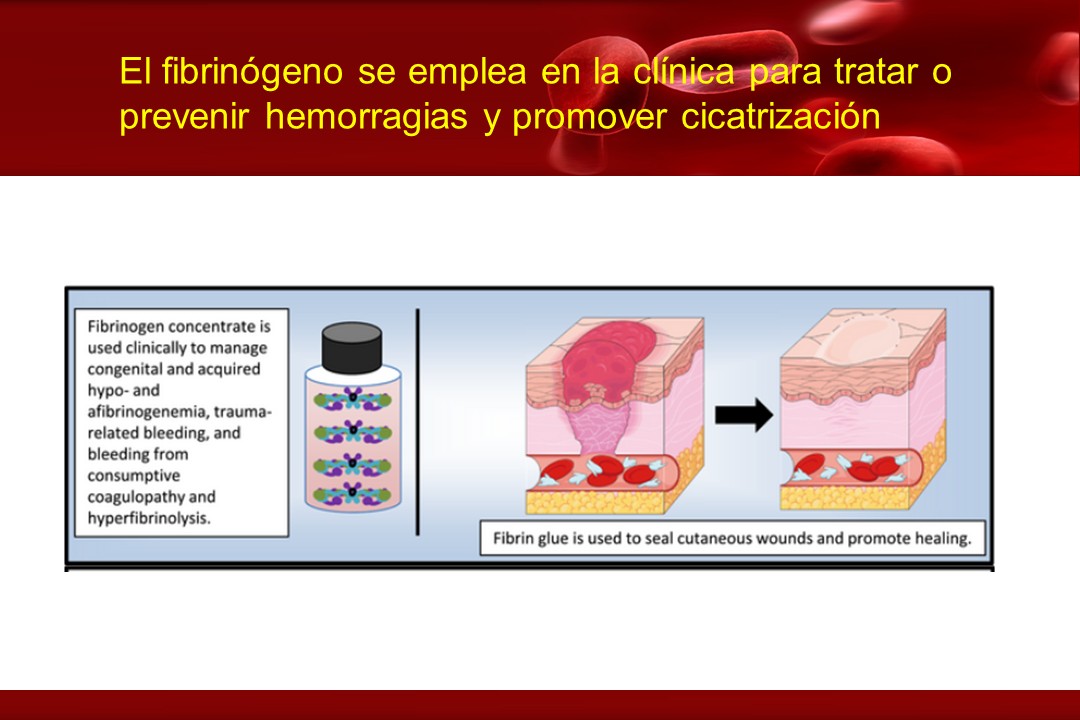 El fibrinógeno se emplea en la clínica para tratar o
prevenir hemorragias y promover cicatrización
Fibrinogen concentrate is
used clinically to manage
congenital and acquired
hypo- and
afibrinogenemia, trauma-
related bleeding, and
bleeding from
consumptive
coagulopathy and
hyperfibrinolysis.
Fibrin glue is used to seal cutaneous wounds and promote healing.